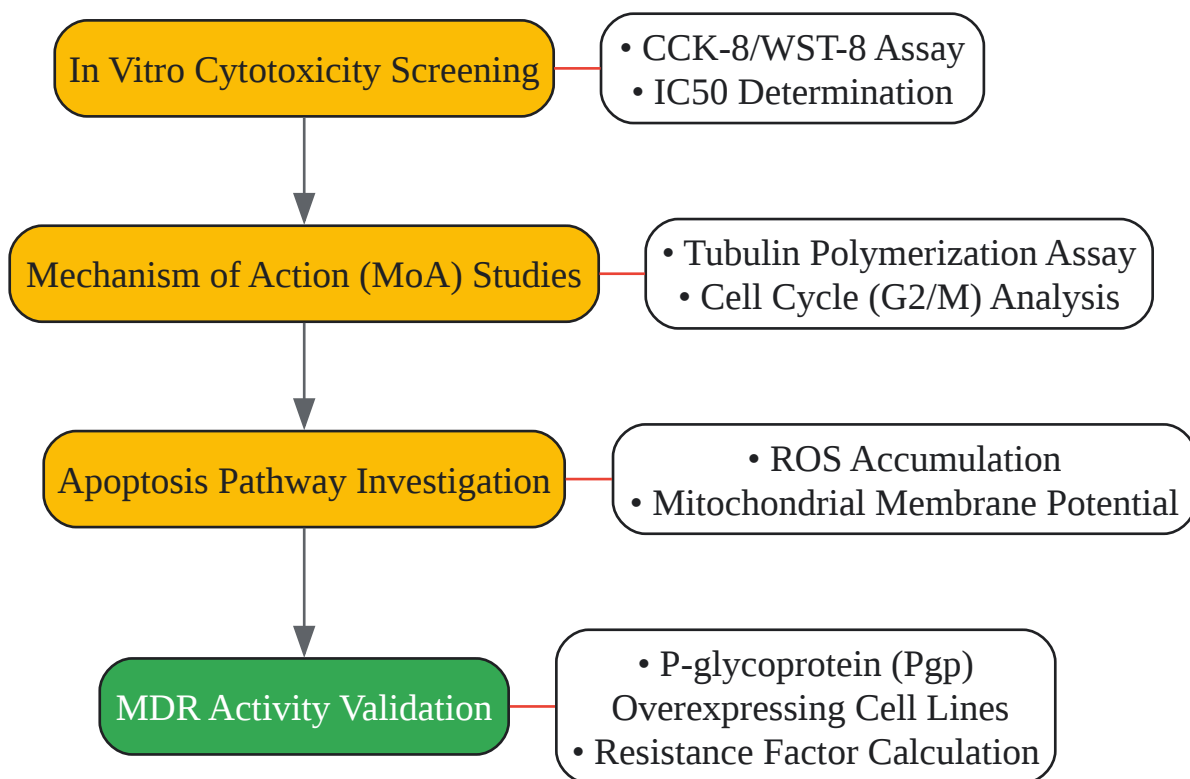 In Vitro Cytotoxicity Screening
• CCK-8/WST-8 Assay
• IC50 Determination
Mechanism of Action (MoA) Studies
• Tubulin Polymerization Assay
• Cell Cycle (G2/M) Analysis
Apoptosis Pathway Investigation
• ROS Accumulation
• Mitochondrial Membrane Potential
MDR Activity Validation
• P-glycoprotein (Pgp)
Overexpressing Cell Lines
• Resistance Factor Calculation